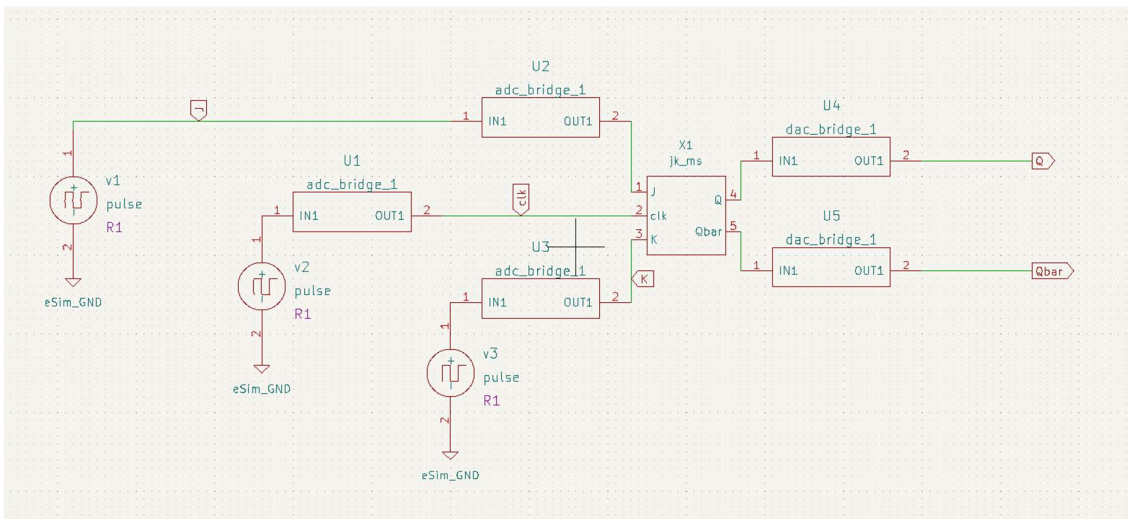 U2
adc_bridge_1
1 IN1 OUT1 2
J
1
v1
pulse
R1
2
eSim_GND
U1
adc_bridge_1
1 IN1 OUT1 2
clk
1
v2
pulse
R1
2
eSim_GND
U3
adc_bridge_1
1 IN1 OUT1 2
K
1
v3
pulse
R1
2
eSim_GND
X1
jk_ms
1 J
2 clk
3 K
Q 4
Qbar 5
U4
dac_bridge_1
1 IN1 OUT1 2
Q
U5
dac_bridge_1
1 IN1 OUT1 2
Qbar